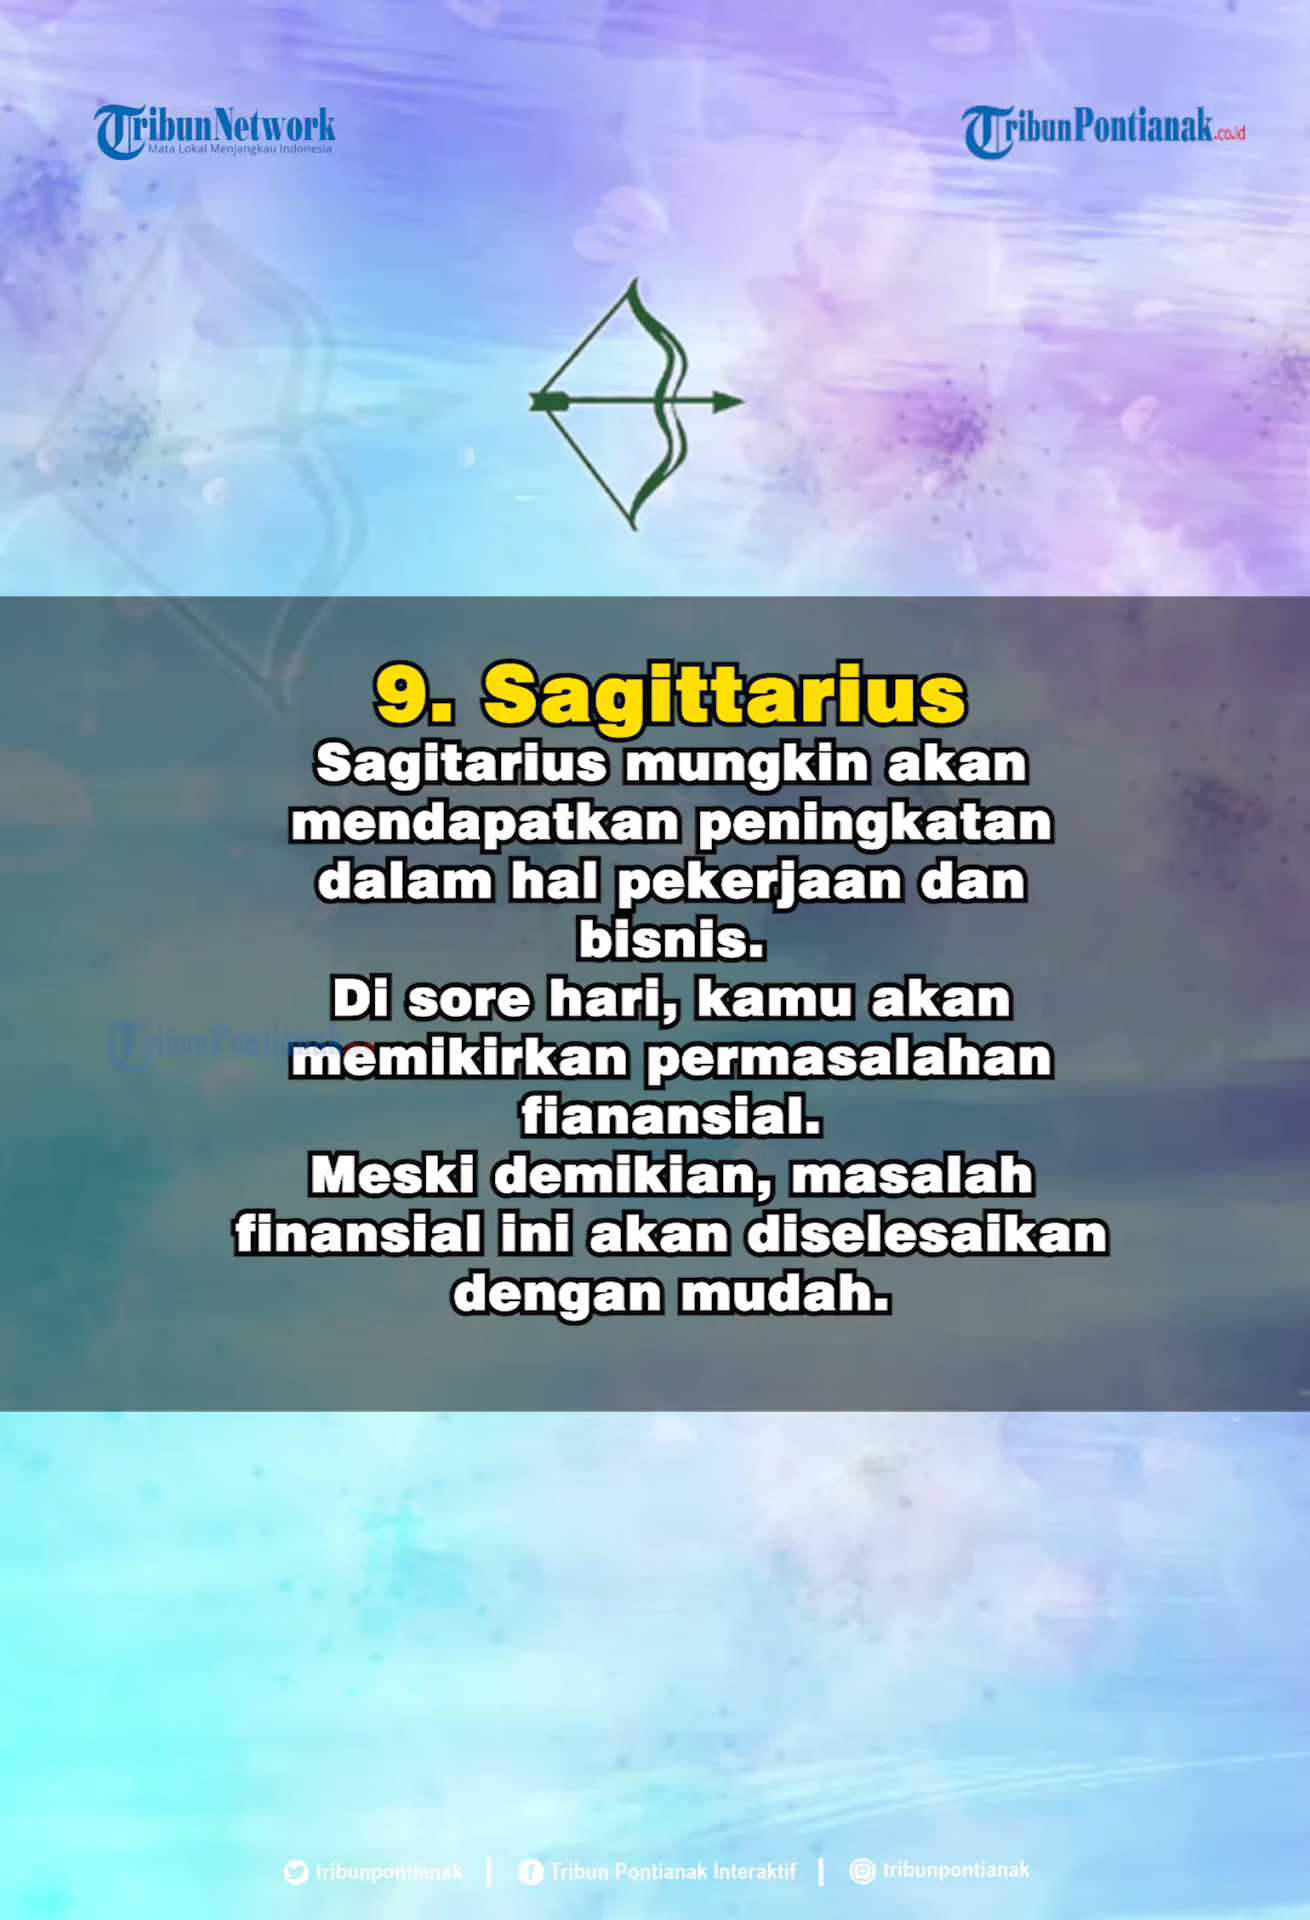 TribunNetwork
Mata Lokal Menjangkau Indonesia
TribunPontianak.co.id
9. Sagittarius
Sagitarius mungkin akan
mendapatkan peningkatan
dalam hal pekerjaan dan
bisnis.
Di sore hari, kamu akan
memikirkan permasalahan
fianansial.
Meski demikian, masalah
finansial ini akan diselesaikan
dengan mudah.
TribunPontianak
tribunpontianak | Tribun Pontianak Interaktif | tribunpontianak